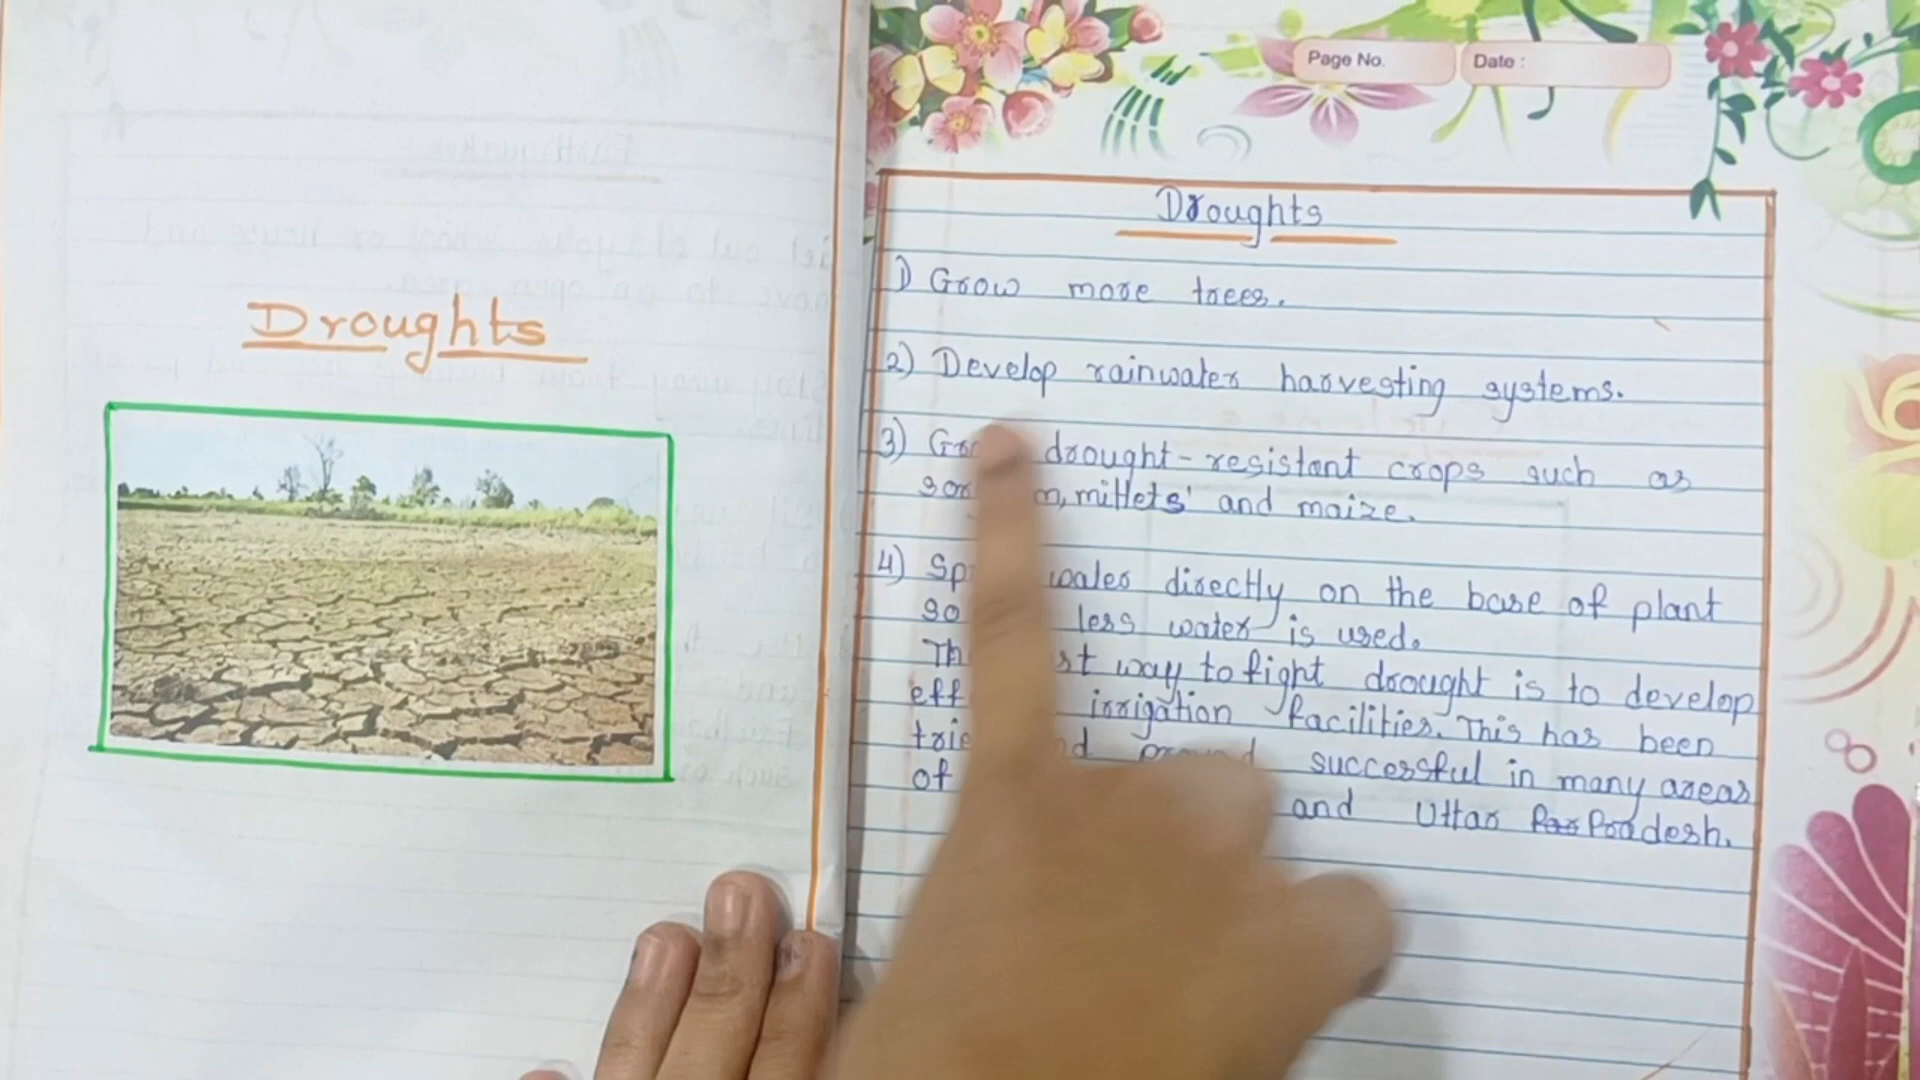 Droughts
Page No.
Date :
Droughts
1) Grow more trees.
2) Develop rainwater harvesting systems.
3) drought-resistant crops such as
millets' and maize.
4) water directly on the base of plant
so less water is used.
way to fight drought is to develop
irrigation facilities. This has been
successful in many areas
of and Uttar Pradesh.